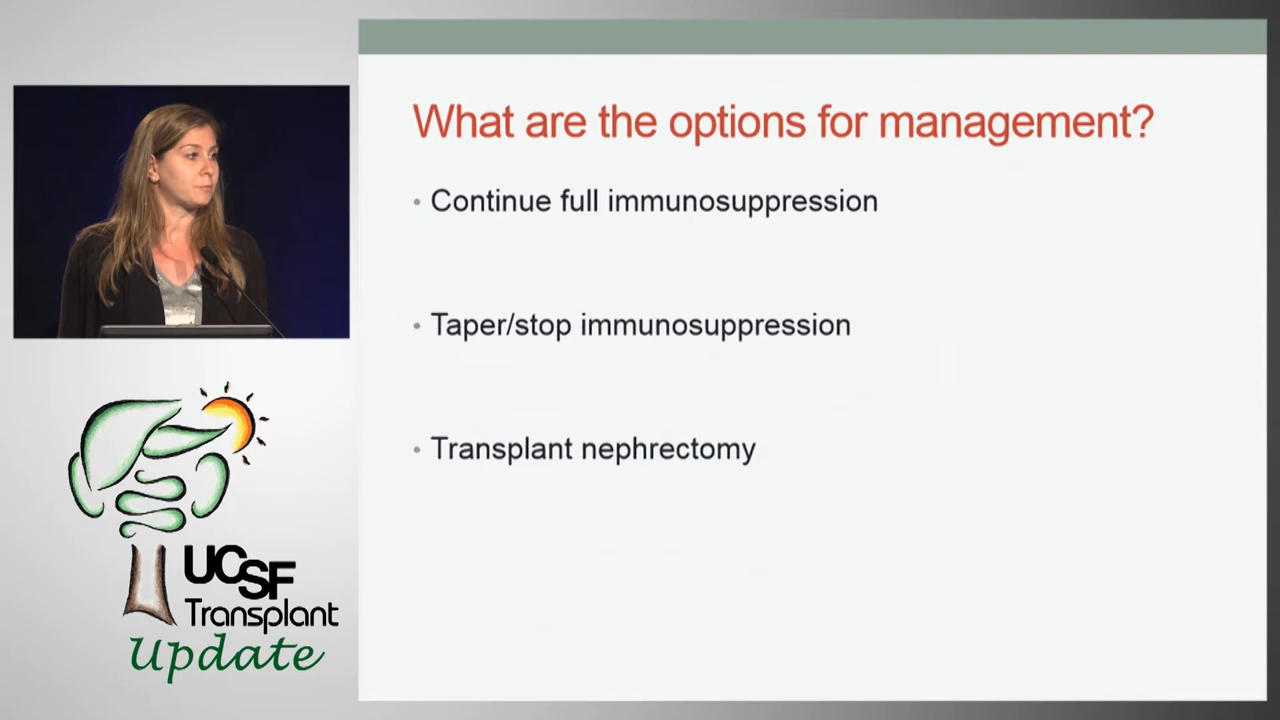 What are the options for management?
• Continue full immunosuppression
• Taper/stop immunosuppression
• Transplant nephrectomy
UCSF
Transplant
Update